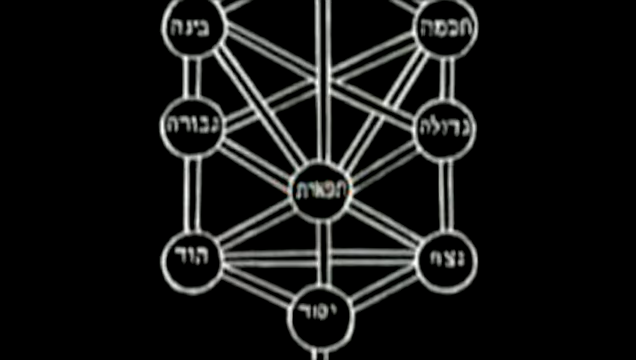 חכמה
בינה
גדולה
גבורה
תפארת
נצח
הוד
יסוד